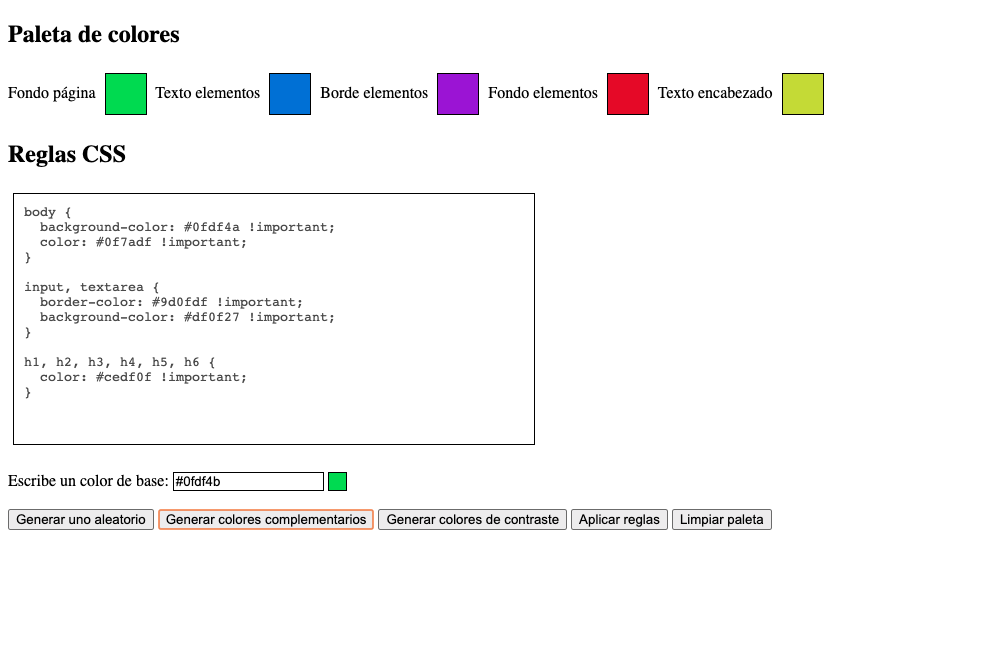 Paleta de colores
Fondo página Texto elementos Borde elementos Fondo elementos Texto encabezado
Reglas CSS
body {
  background-color: #0fdf4a !important;
  color: #0f7adf !important;
}
input, textarea {
  border-color: #9d0fdf !important;
  background-color: #df0f27 !important;
}
h1, h2, h3, h4, h5, h6 {
  color: #cedf0f !important;
}
Escribe un color de base: #0fdf4b
Generar uno aleatorio Generar colores complementarios Generar colores de contraste Aplicar reglas Limpiar paleta